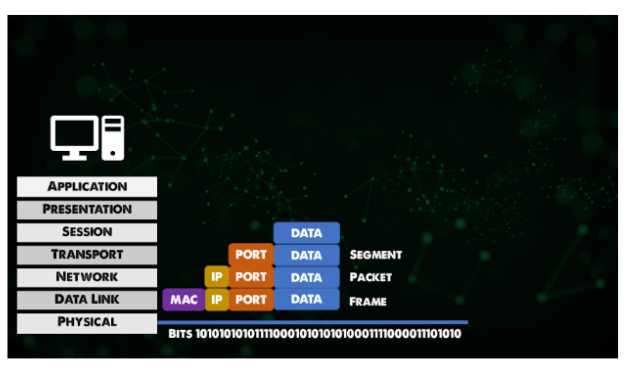 APPLICATION
PRESENTATION
SESSION DATA
TRANSPORT PORT DATA SEGMENT
NETWORK IP PORT DATA PACKET
DATA LINK MAC IP PORT DATA FRAME
PHYSICAL
BITS 101010101011110001010101010001111000011101010